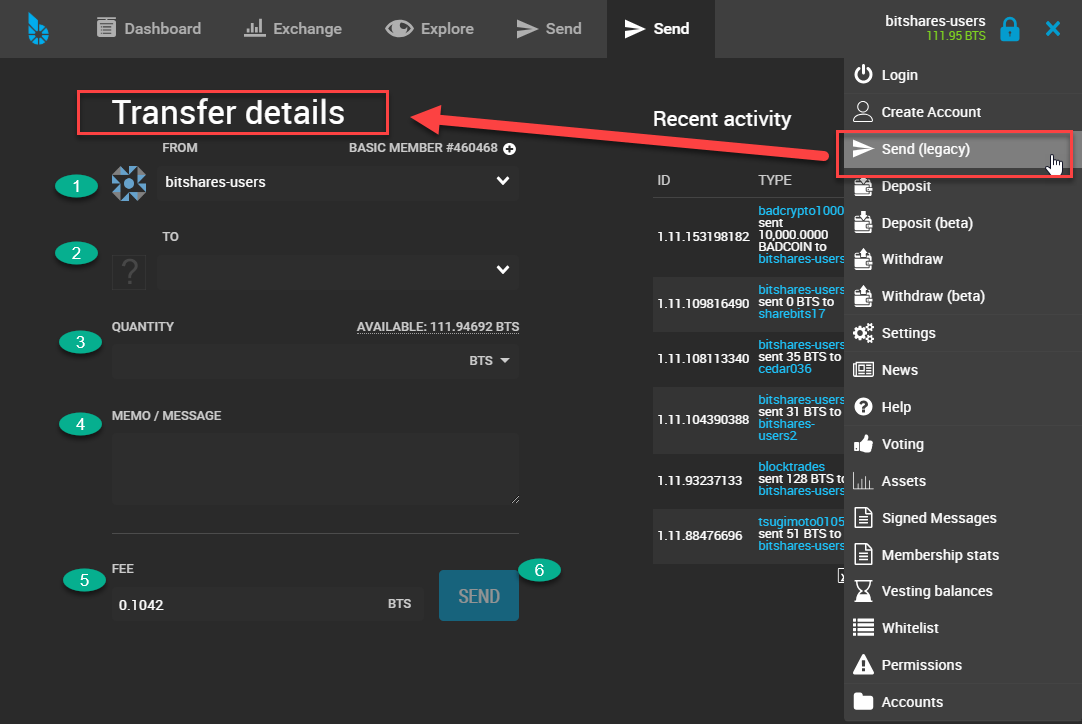 Dashboard
Exchange
Explore
Send
Send
bitshares-users
111.95 BTS
Transfer details
FROM
BASIC MEMBER #460468
1
bitshares-users
2
TO
?
QUANTITY
AVAILABLE: 111.94692 BTS
3
BTS
4
MEMO / MESSAGE
5
FEE
0.1042
BTS
SEND
6
Recent activity
ID
TYPE
1.11.153198182
badcrypto1000
sent
10,000.0000
BADCOIN to
bitshares-users
1.11.109816490
bitshares-users
sent 0 BTS to
sharebits17
1.11.108113340
bitshares-users
sent 35 BTS to
cedar036
1.11.104390388
bitshares-users
sent 31 BTS to
bitshares-
users2
1.11.93237133
blocktrades
sent 128 BTS to
bitshares-users
1.11.88476696
tsugimoto0105
sent 51 BTS to
bitshares-users
Login
Create Account
Send (legacy)
Deposit
Deposit (beta)
Withdraw
Withdraw (beta)
Settings
News
Help
Voting
Assets
Signed Messages
Membership stats
Vesting balances
Whitelist
Permissions
Accounts